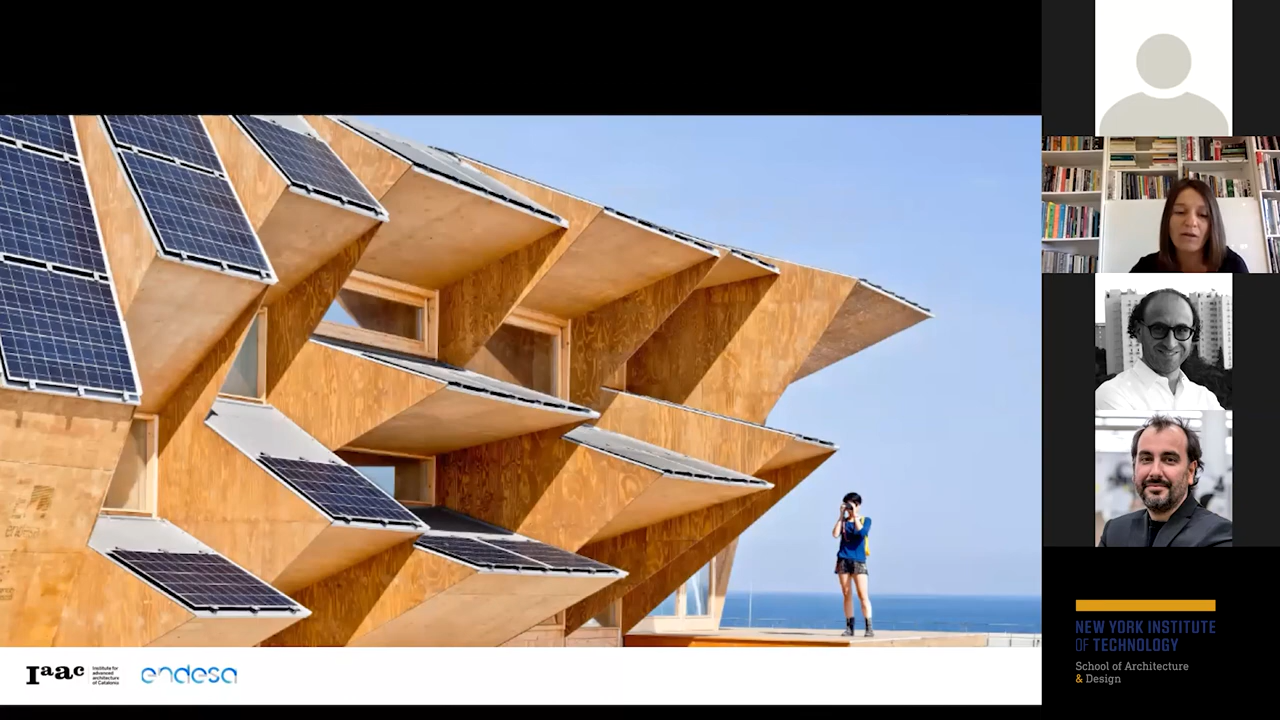 Iaac
Institute for
advanced
architecture
of Catalonia
endesa
NEW YORK INSTITUTE
OF TECHNOLOGY
School of Architecture
& Design